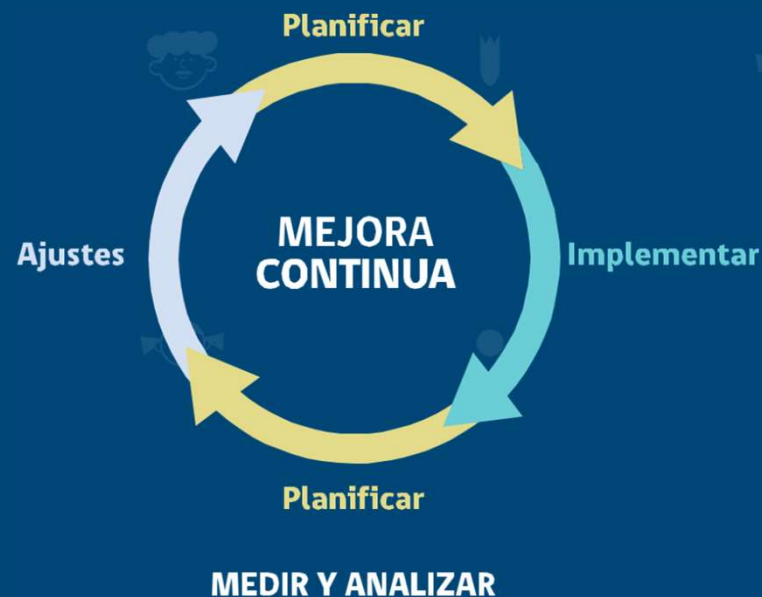 Planificar
MEJORA
CONTINUA
Ajustes
Implementar
Planificar
MEDIR Y ANALIZAR